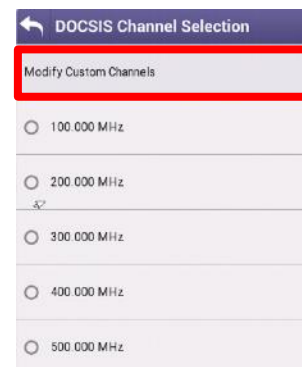 DOCSIS Channel Selection
Modify Custom Channels
100.000 MHz
200.000 MHz
300.000 MHz
400.000 MHz
500.000 MHz